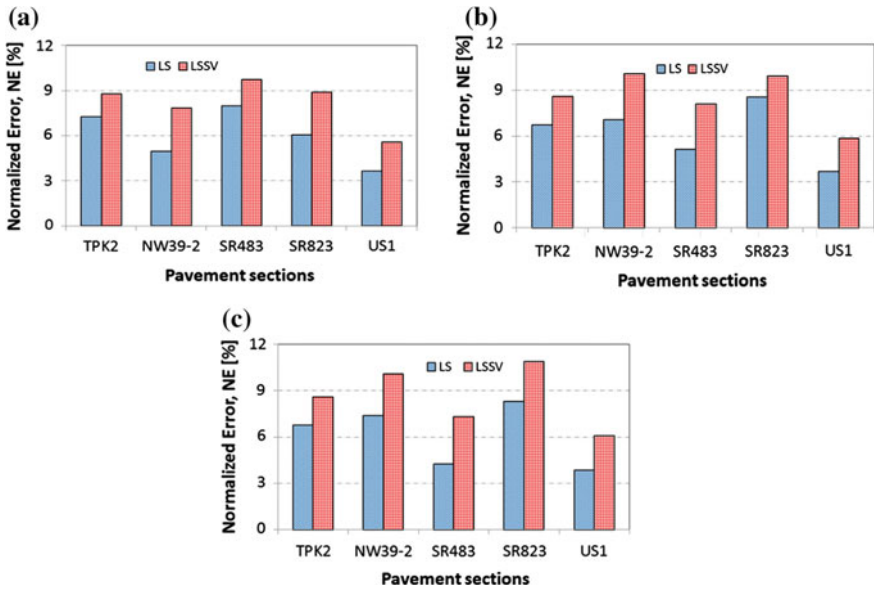 (a)
Normalized Error, NE [%]
12
9
6
3
0
LS LSSV
TPK2 NW39-2 SR483 SR823 US1
Pavement sections
(b)
Normalized Error, NE [%]
12
9
6
3
0
LS LSSV
TPK2 NW39-2 SR483 SR823 US1
Pavement sections
(c)
Normalized Error, NE [%]
12
9
6
3
0
LS LSSV
TPK2 NW39-2 SR483 SR823 US1
Pavement sections